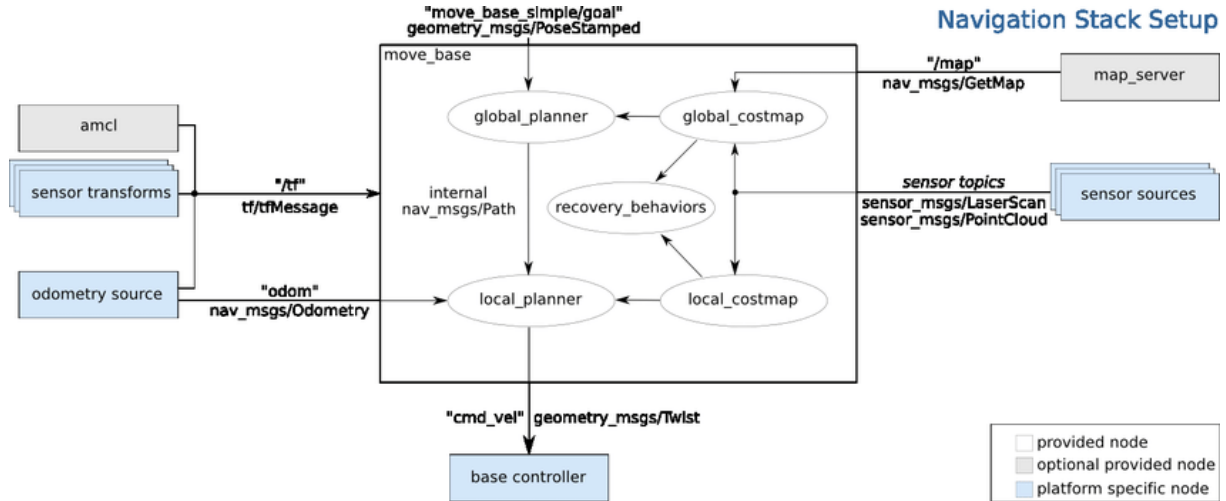 "move_base_simple/goal"
geometry_msgs/PoseStamped
Navigation Stack Setup
move_base
"/map"
nav_msgs/GetMap
map_server
global_planner
global_costmap
amcl
sensor transforms
"/tf"
tf/tfMessage
internal
nav_msgs/Path
recovery_behaviors
sensor topics
sensor_msgs/LaserScan
sensor_msgs/PointCloud
sensor sources
odometry source
"odom"
nav_msgs/Odometry
local_planner
local_costmap
"cmd_vel" geometry_msgs/Twist
base controller
provided node
optional provided node
platform specific node